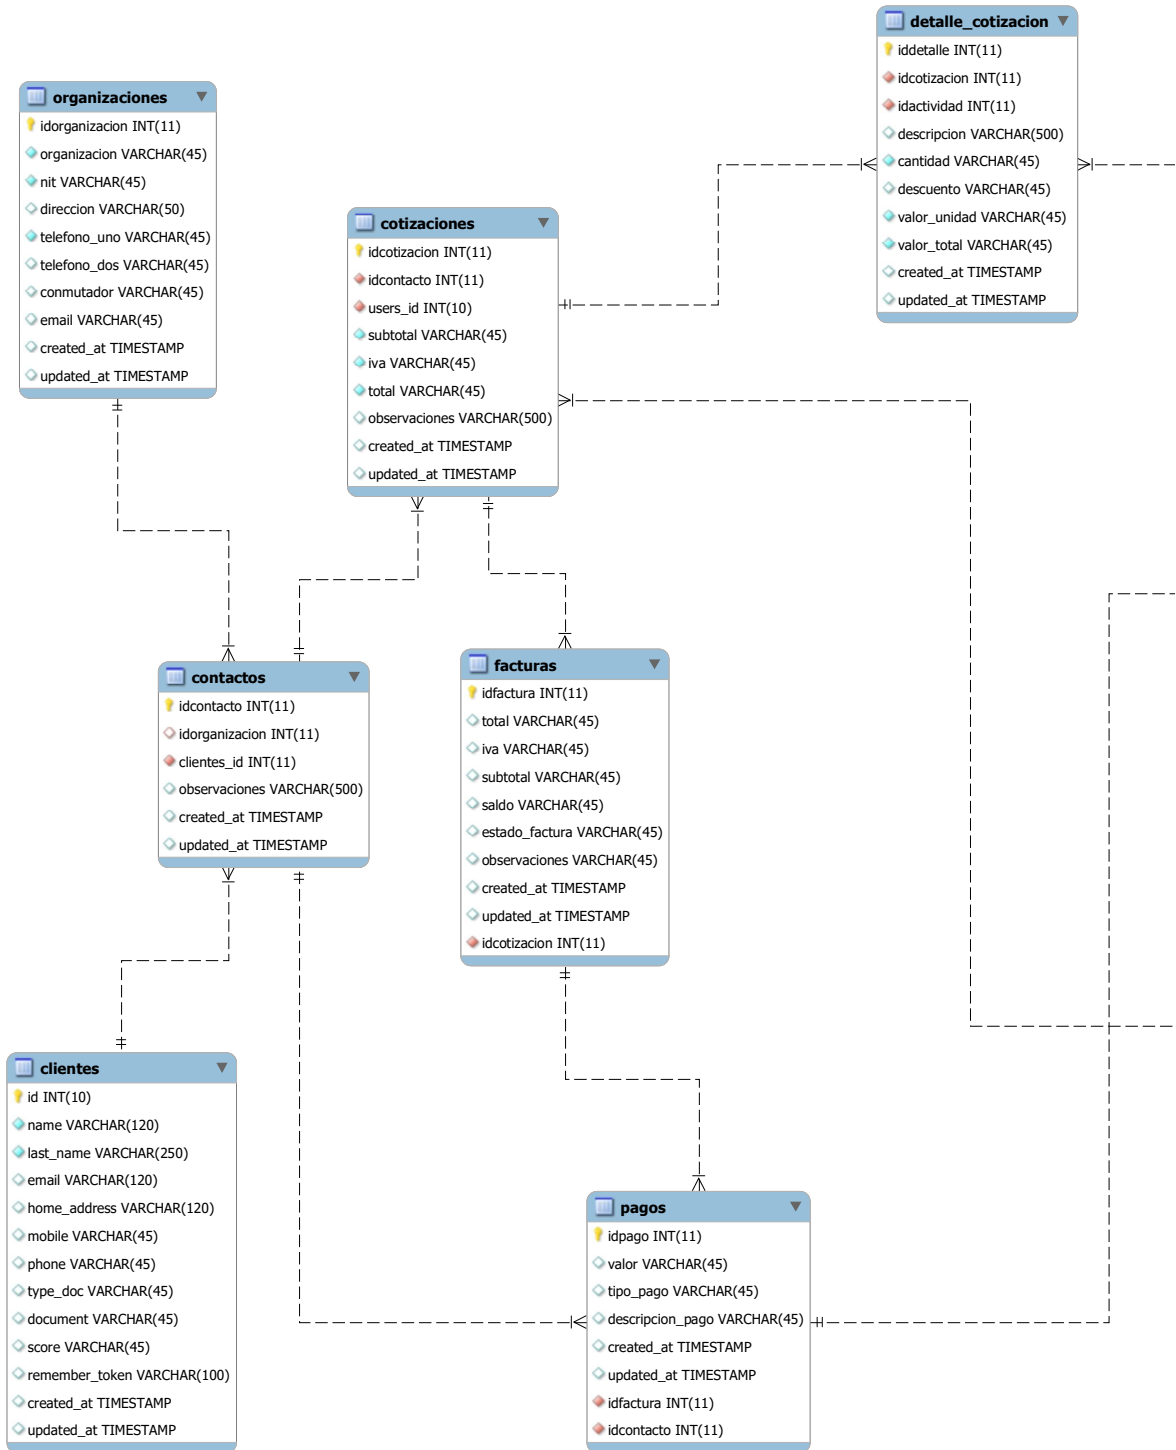 detalle_cotizacion
iddetalle INT(11)
idcotizacion INT(11)
idactividad INT(11)
descripcion VARCHAR(500)
cantidad VARCHAR(45)
descuento VARCHAR(45)
valor_unidad VARCHAR(45)
valor_total VARCHAR(45)
created_at TIMESTAMP
updated_at TIMESTAMP
organizaciones
idorganizacion INT(11)
organizacion VARCHAR(45)
nit VARCHAR(45)
direccion VARCHAR(50)
telefono_uno VARCHAR(45)
telefono_dos VARCHAR(45)
conmutador VARCHAR(45)
email VARCHAR(45)
created_at TIMESTAMP
updated_at TIMESTAMP
cotizaciones
idcotizacion INT(11)
idcontacto INT(11)
users_id INT(10)
subtotal VARCHAR(45)
iva VARCHAR(45)
total VARCHAR(45)
observaciones VARCHAR(500)
created_at TIMESTAMP
updated_at TIMESTAMP
contactos
idcontacto INT(11)
idorganizacion INT(11)
clientes_id INT(11)
observaciones VARCHAR(500)
created_at TIMESTAMP
updated_at TIMESTAMP
facturas
idfactura INT(11)
total VARCHAR(45)
iva VARCHAR(45)
subtotal VARCHAR(45)
saldo VARCHAR(45)
estado_factura VARCHAR(45)
observaciones VARCHAR(45)
created_at TIMESTAMP
updated_at TIMESTAMP
idcotizacion INT(11)
clientes
id INT(10)
name VARCHAR(120)
last_name VARCHAR(250)
email VARCHAR(120)
home_address VARCHAR(120)
mobile VARCHAR(45)
phone VARCHAR(45)
type_doc VARCHAR(45)
document VARCHAR(45)
score VARCHAR(45)
remember_token VARCHAR(100)
created_at TIMESTAMP
updated_at TIMESTAMP
pagos
idpago INT(11)
valor VARCHAR(45)
tipo_pago VARCHAR(45)
descripcion_pago VARCHAR(45)
created_at TIMESTAMP
updated_at TIMESTAMP
idfactura INT(11)
idcontacto INT(11)